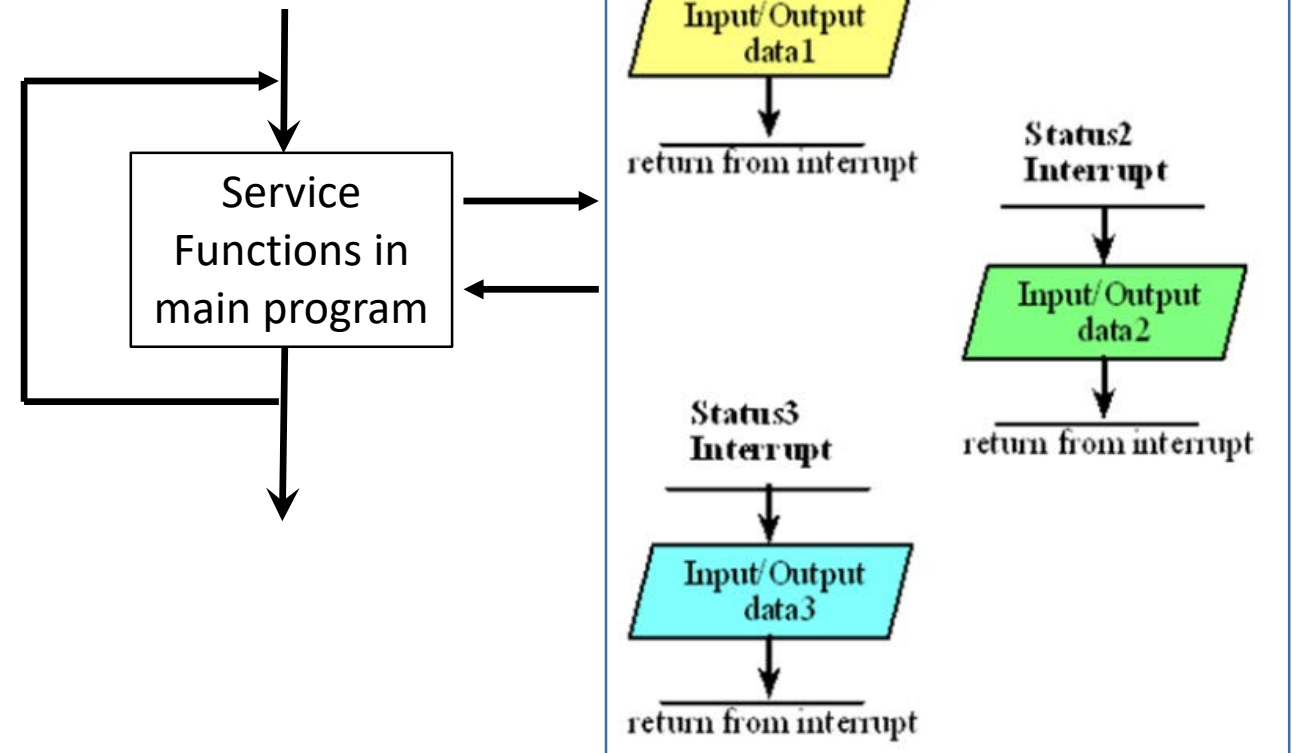 Service
Functions in
main program
Input/Output
data1
return from interrupt
Status2
Interrupt
Input/Output
data2
return from interrupt
Status3
Interrupt
Input/Output
data3
return from interrupt